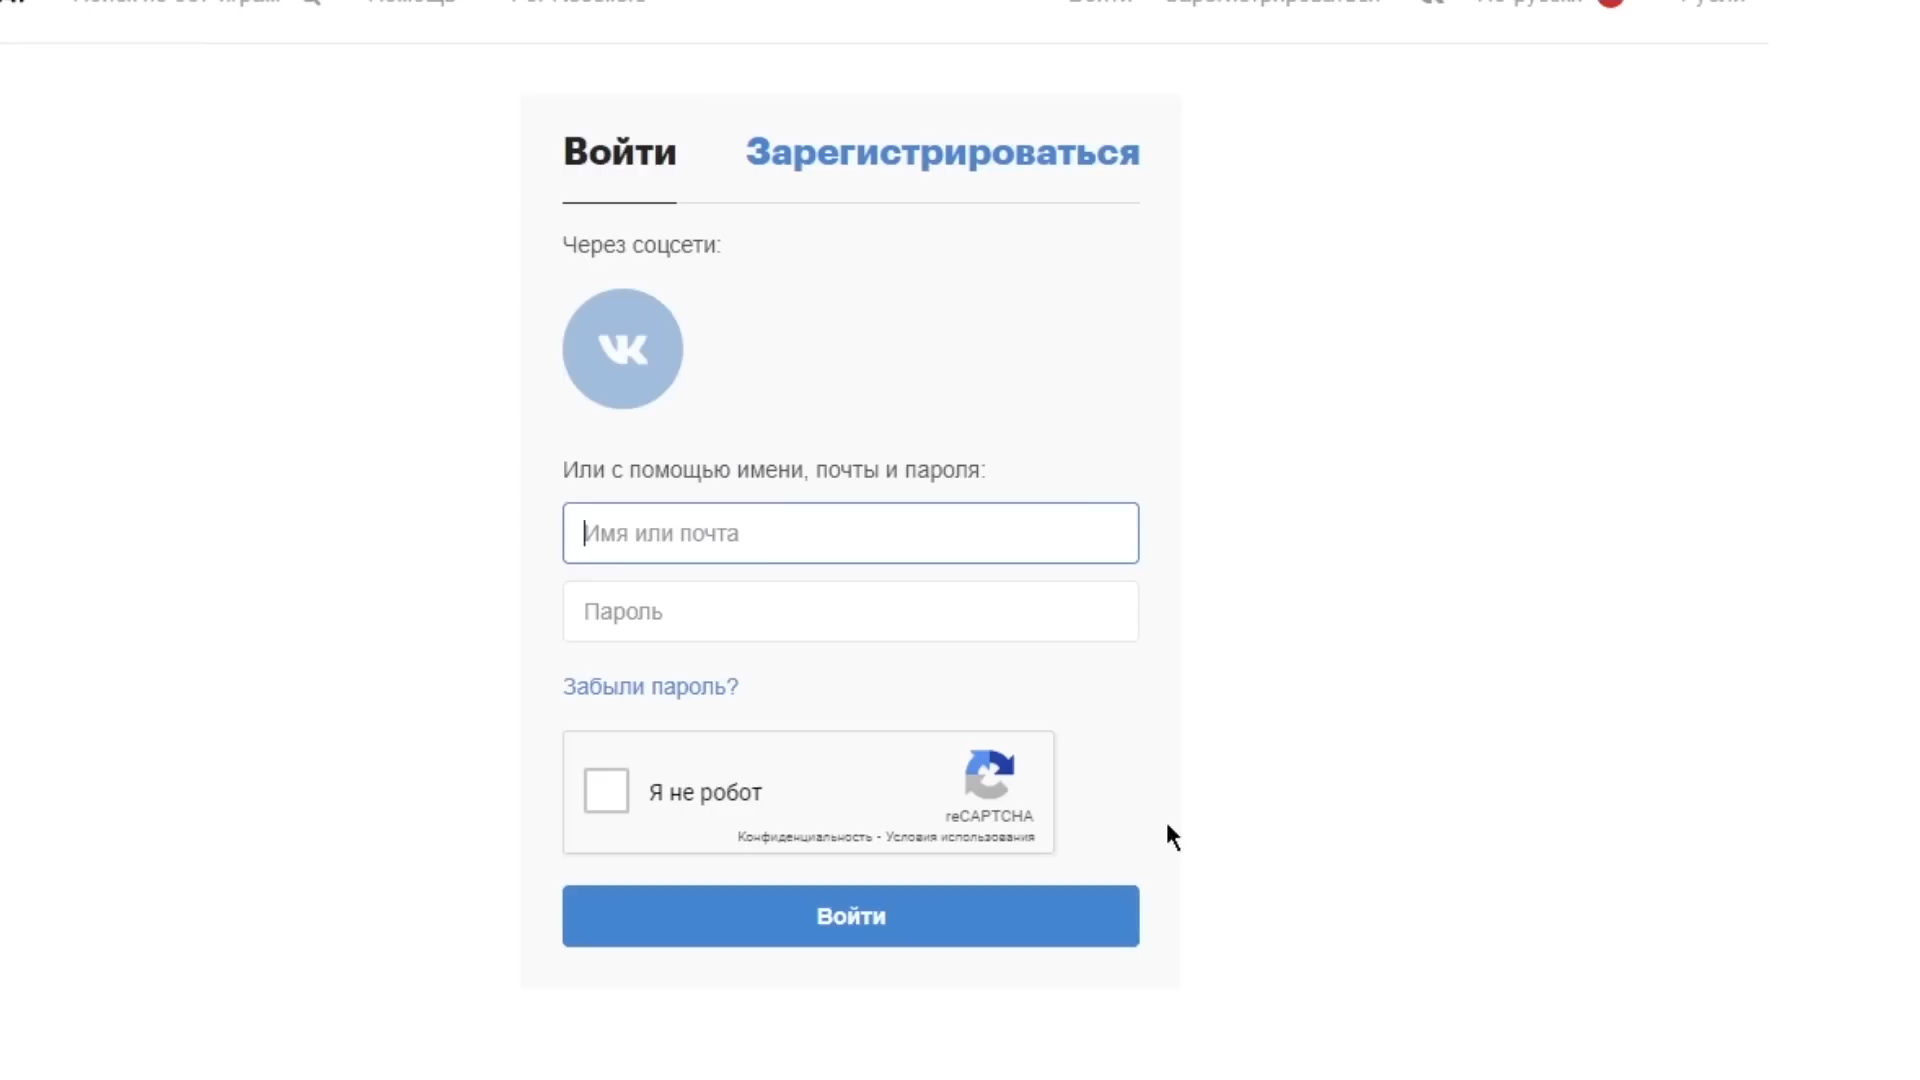 Войти Зарегистрироваться
Через соцсети:
Или с помощью имени, почты и пароля:
Имя или почта
Пароль
Забыли пароль?
Я не робот
reCAPTCHA
Конфиденциальность - Условия использования
Войти